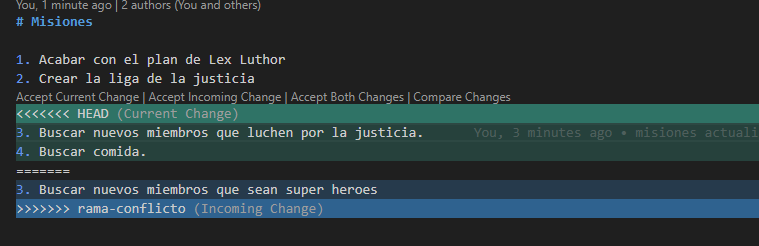 You, 1 minute ago | 2 authors (You and others)
# Misiones
1. Acabar con el plan de Lex Luthor
2. Crear la liga de la justicia
Accept Current Change | Accept Incoming Change | Accept Both Changes | Compare Changes
<<<<<<< HEAD (Current Change)
3. Buscar nuevos miembros que luchen por la justicia. You, 3 minutes ago • misiones actuali
4. Buscar comida.
=======
3. Buscar nuevos miembros que sean super heroes
>>>>>>> rama-conflicto (Incoming Change)